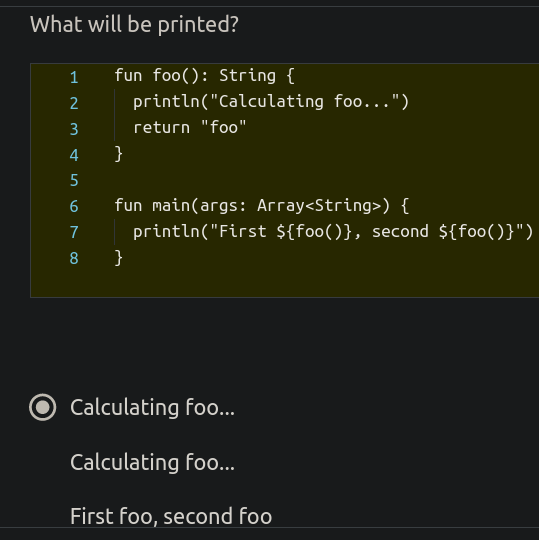 What will be printed?
1 fun foo(): String {
2 println("Calculating foo...")
3 return "foo"
4 }
5
6 fun main(args: Array<String>) {
7 println("First ${foo()}, second ${foo()}")
8 }
Calculating foo...
Calculating foo...
First foo, second foo